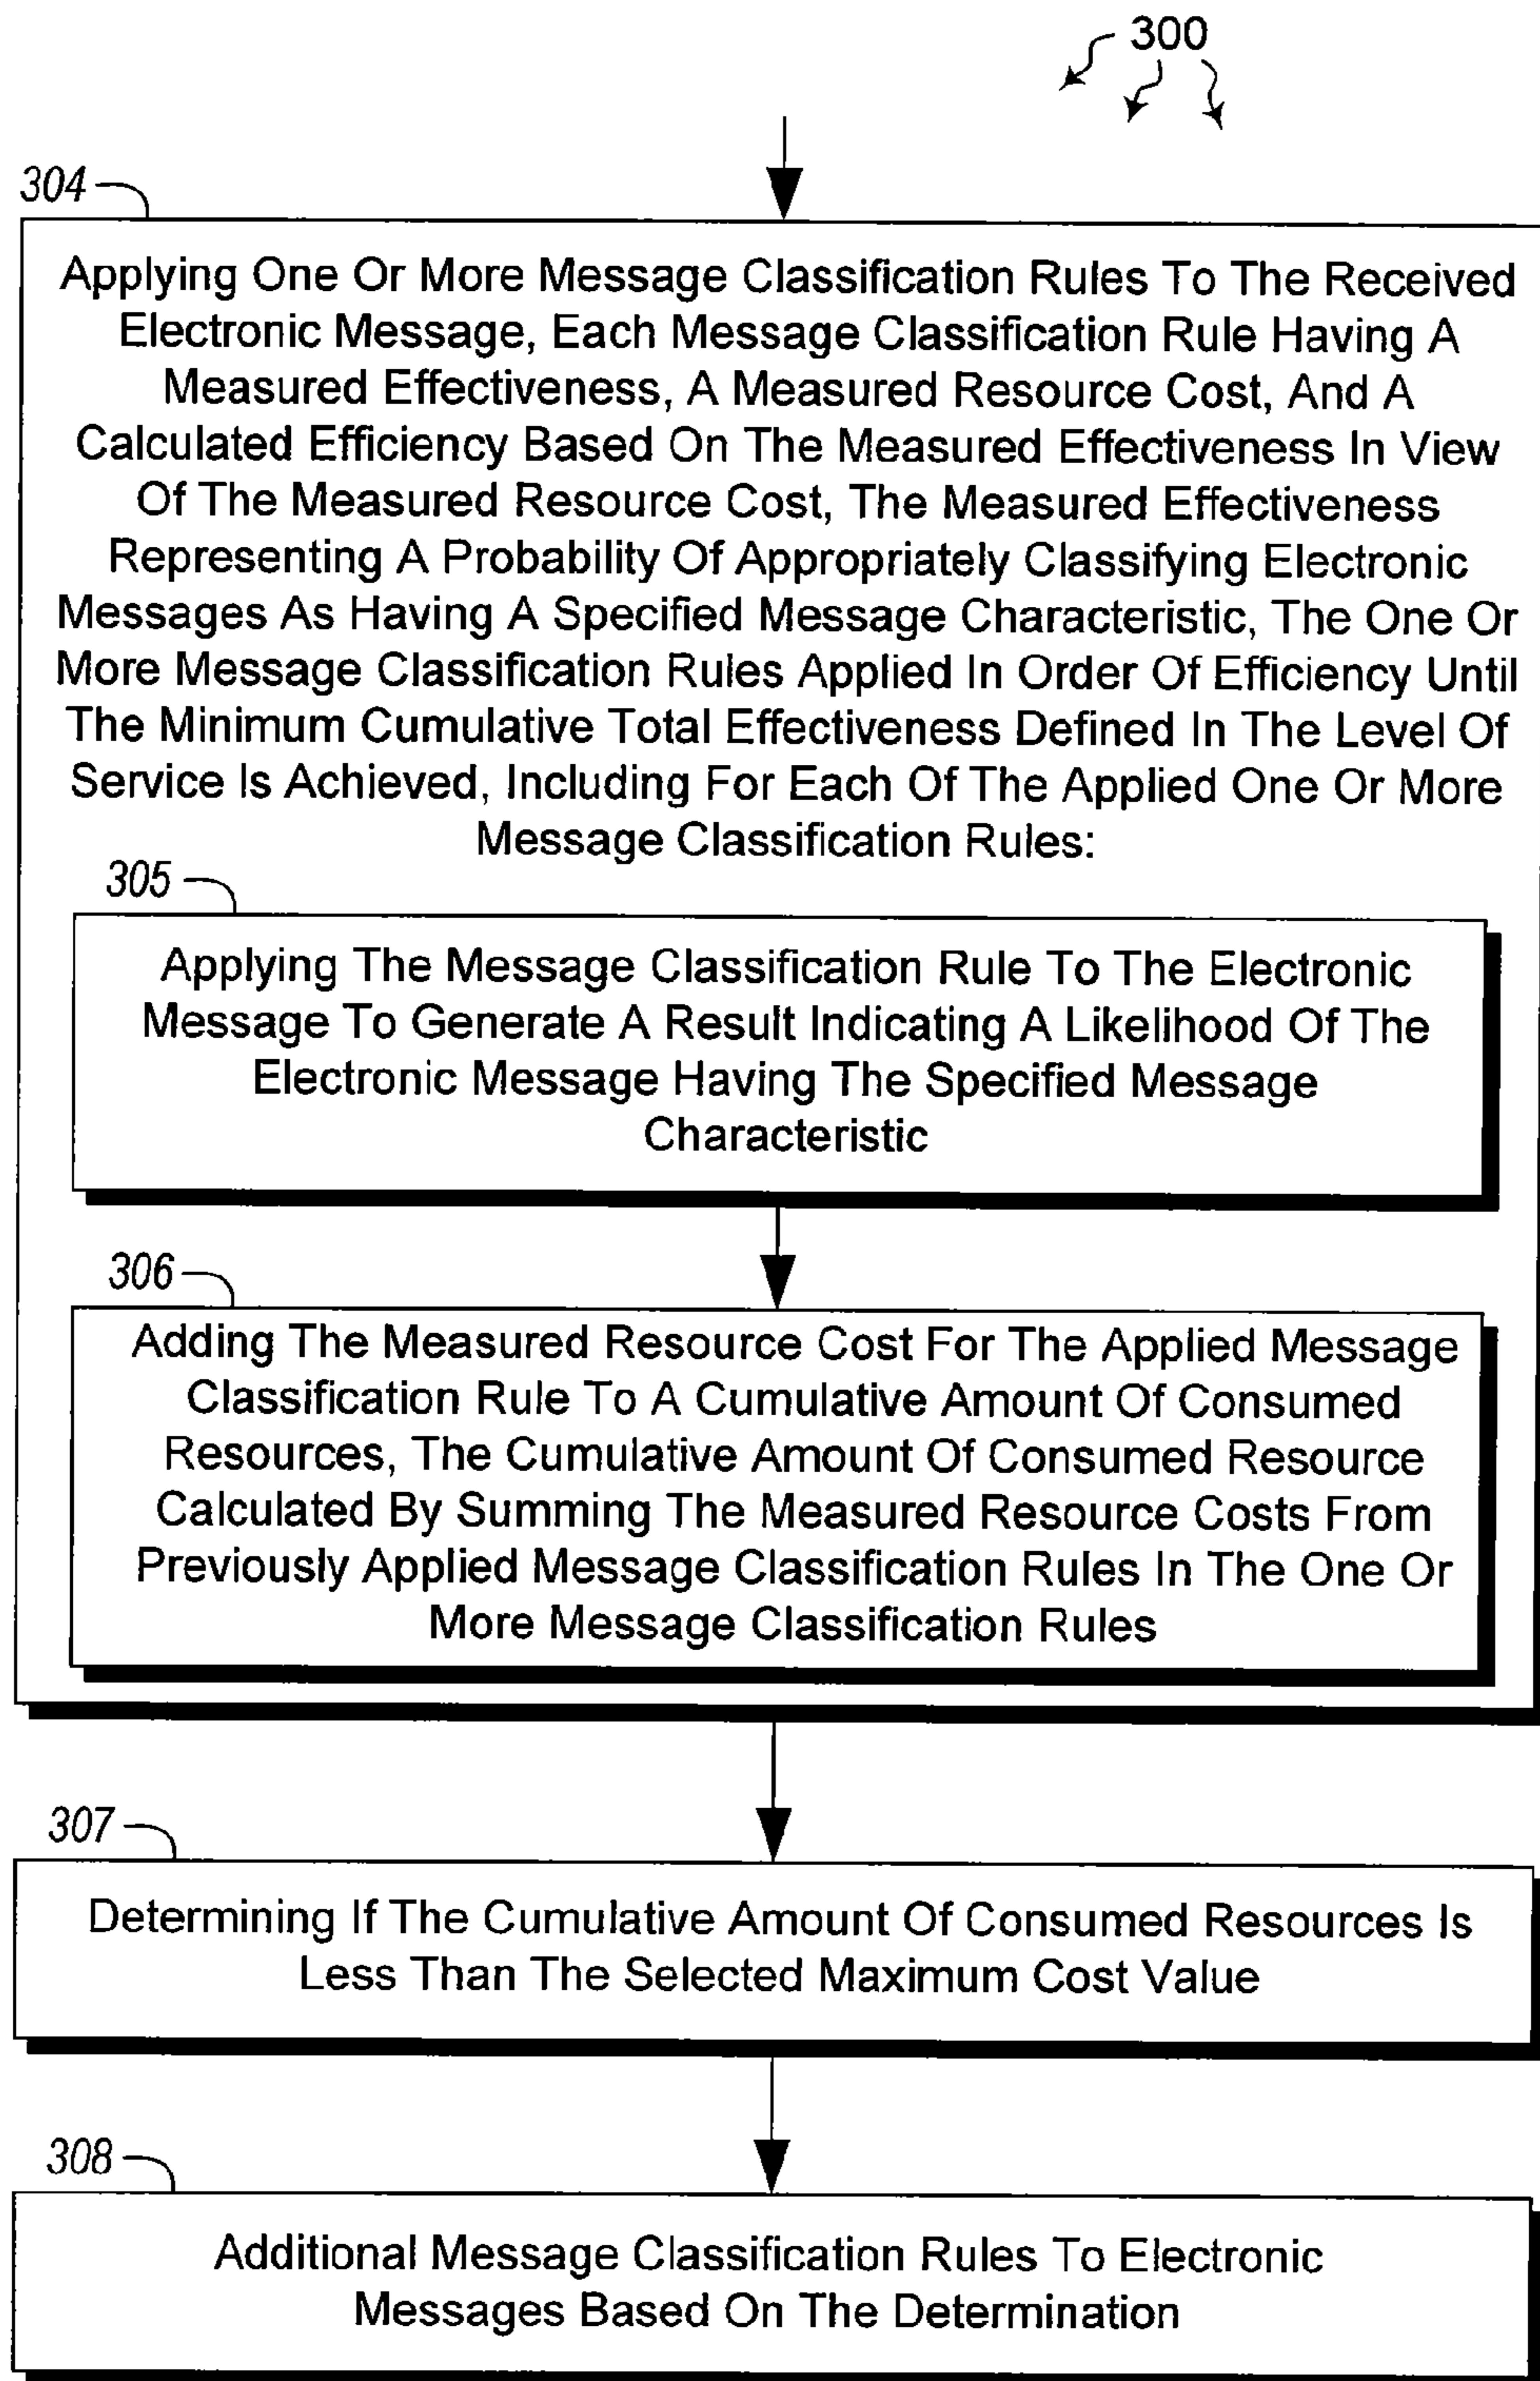 300
304
Applying One Or More Message Classification Rules To The Received
Electronic Message, Each Message Classification Rule Having A
Measured Effectiveness, A Measured Resource Cost, And A
Calculated Efficiency Based On The Measured Effectiveness In View
Of The Measured Resource Cost, The Measured Effectiveness
Representing A Probability Of Appropriately Classifying Electronic
Messages As Having A Specified Message Characteristic, The One Or
More Message Classification Rules Applied In Order Of Efficiency Until
The Minimum Cumulative Total Effectiveness Defined In The Level Of
Service Is Achieved, Including For Each Of The Applied One Or More
Message Classification Rules:
305
Applying The Message Classification Rule To The Electronic
Message To Generate A Result Indicating A Likelihood Of The
Electronic Message Having The Specified Message
Characteristic
306
Adding The Measured Resource Cost For The Applied Message
Classification Rule To A Cumulative Amount Of Consumed
Resources, The Cumulative Amount Of Consumed Resource
Calculated By Summing The Measured Resource Costs From
Previously Applied Message Classification Rules In The One Or
More Message Classification Rules
307
Determining If The Cumulative Amount Of Consumed Resources Is
Less Than The Selected Maximum Cost Value
308
Additional Message Classification Rules To Electronic
Messages Based On The Determination